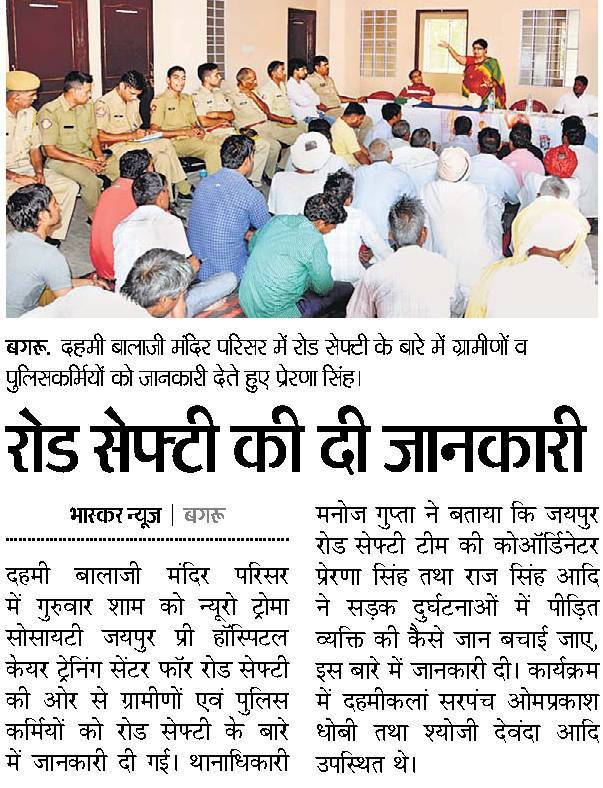 बगरू. दहमी बालाजी मंदिर परिसर में रोड सेफ्टी के बारे में ग्रामीणों व
पुलिसकर्मियों को जानकारी देते हुए प्रेरणा सिंह।
रोड सेफ्टी की दी जानकारी
भास्कर न्यूज | बगरू
दहमी बालाजी मंदिर परिसर
में गुरुवार शाम को न्यूरो ट्रोमा
सोसायटी जयपुर प्री हॉस्पिटल
केयर ट्रेनिंग सेंटर फॉर रोड सेफ्टी
की ओर से ग्रामीणों एवं पुलिस
कर्मियों को रोड सेफ्टी के बारे
में जानकारी दी गई। थानाधिकारी
मनोज गुप्ता ने बताया कि जयपुर
रोड सेफ्टी टीम की कोऑर्डिनेटर
प्रेरणा सिंह तथा राज सिंह आदि
ने सड़क दुर्घटनाओं में पीड़ित
व्यक्ति की कैसे जान बचाई जाए,
इस बारे में जानकारी दी। कार्यक्रम
में दहमीकलां सरपंच ओमप्रकाश
धोबी तथा श्योजी देवंदा आदि
उपस्थित थे।